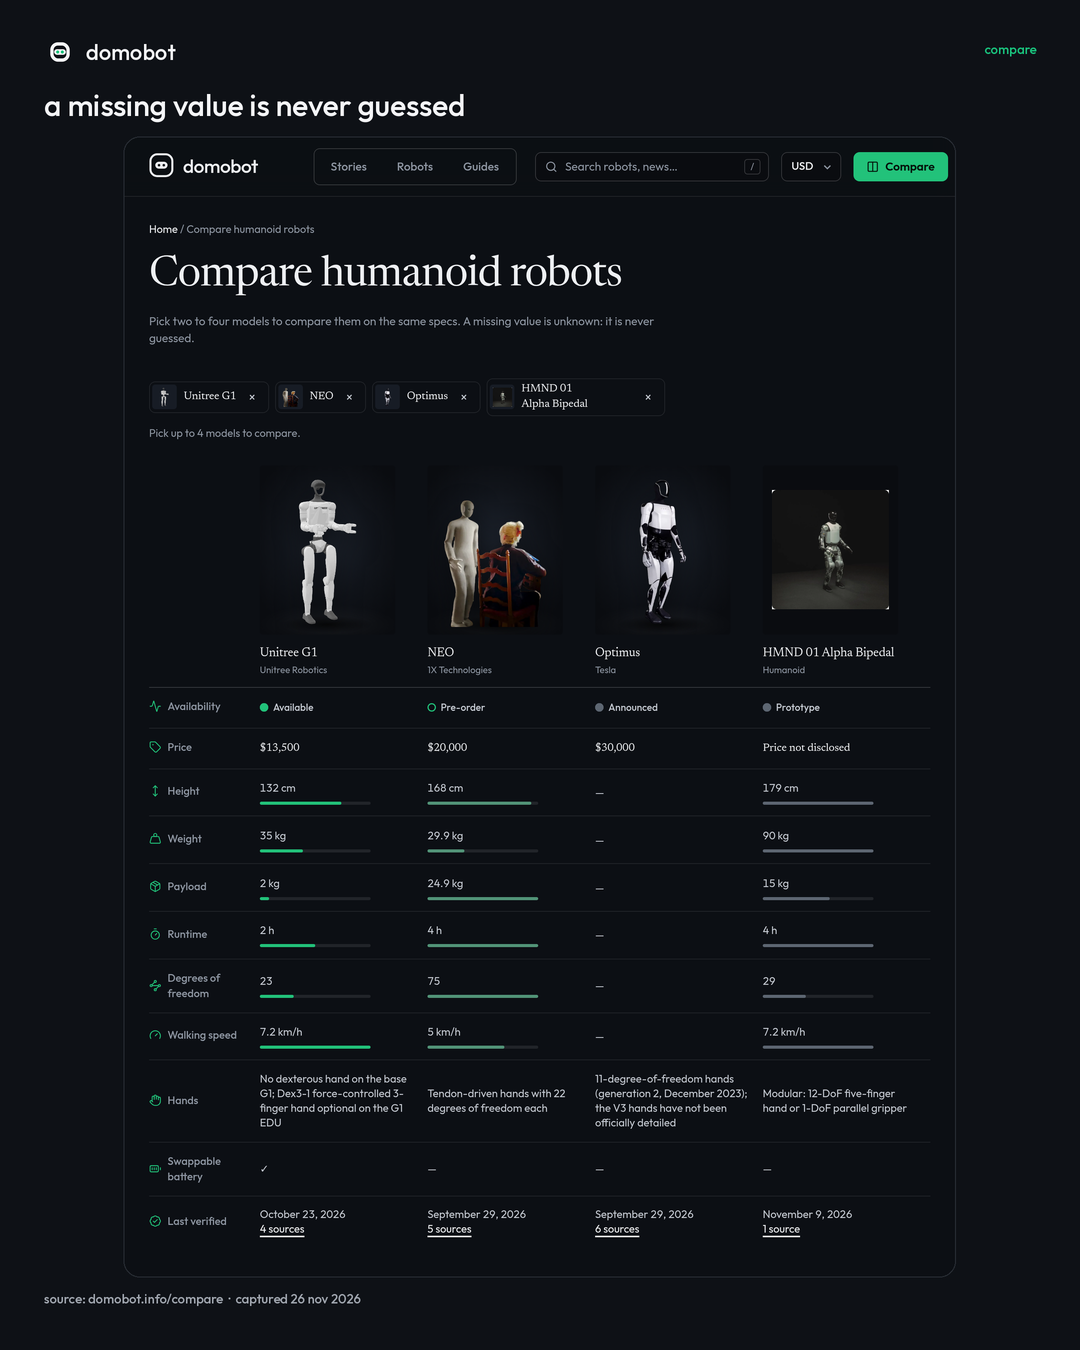 domobot
compare
a missing value is never guessed
domobot
Stories Robots Guides
Search robots, news... /
USD
Compare
Home / Compare humanoid robots
Compare humanoid robots
Pick two to four models to compare them on the same specs. A missing value is unknown: it is never
guessed.
Unitree G1 ×
NEO ×
Optimus ×
HMND 01
Alpha Bipedal ×
Pick up to 4 models to compare.
Unitree G1 NEO Optimus HMND 01 Alpha Bipedal
Unitree Robotics 1X Technologies Tesla Humanoid
Availability Available Pre-order Announced Prototype
Price $13,500 $20,000 $30,000 Price not disclosed
Height 132 cm 168 cm — 179 cm
Weight 35 kg 29.9 kg — 90 kg
Payload 2 kg 24.9 kg — 15 kg
Runtime 2 h 4 h — 4 h
Degrees of
freedom
23 75 — 29
Walking speed 7.2 km/h 5 km/h — 7.2 km/h
Hands
No dexterous hand on the base
G1; Dex3-1 force-controlled 3-
finger hand optional on the G1
EDU
Tendon-driven hands with 22
degrees of freedom each
11-degree-of-freedom hands
(generation 2, December 2023);
the V3 hands have not been
officially detailed
Modular: 12-DoF five-finger
hand or 1-DoF parallel gripper
Swappable
battery
✓ — — —
Last verified
October 23, 2026
4 sources
September 29, 2026
5 sources
September 29, 2026
6 sources
November 9, 2026
1 source
source: domobot.info/compare · captured 26 nov 2026